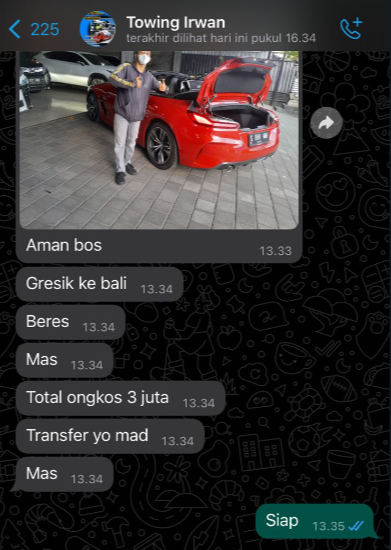 225
Towing Irwan
terakhir dilihat hari ini pukul 16.34
Aman bos
13.33
Gresik ke bali 13.34
Beres 13.34
Mas 13.34
Total ongkos 3 juta 13.34
Transfer yo mad 13.34
Mas 13.34
Siap 13.35